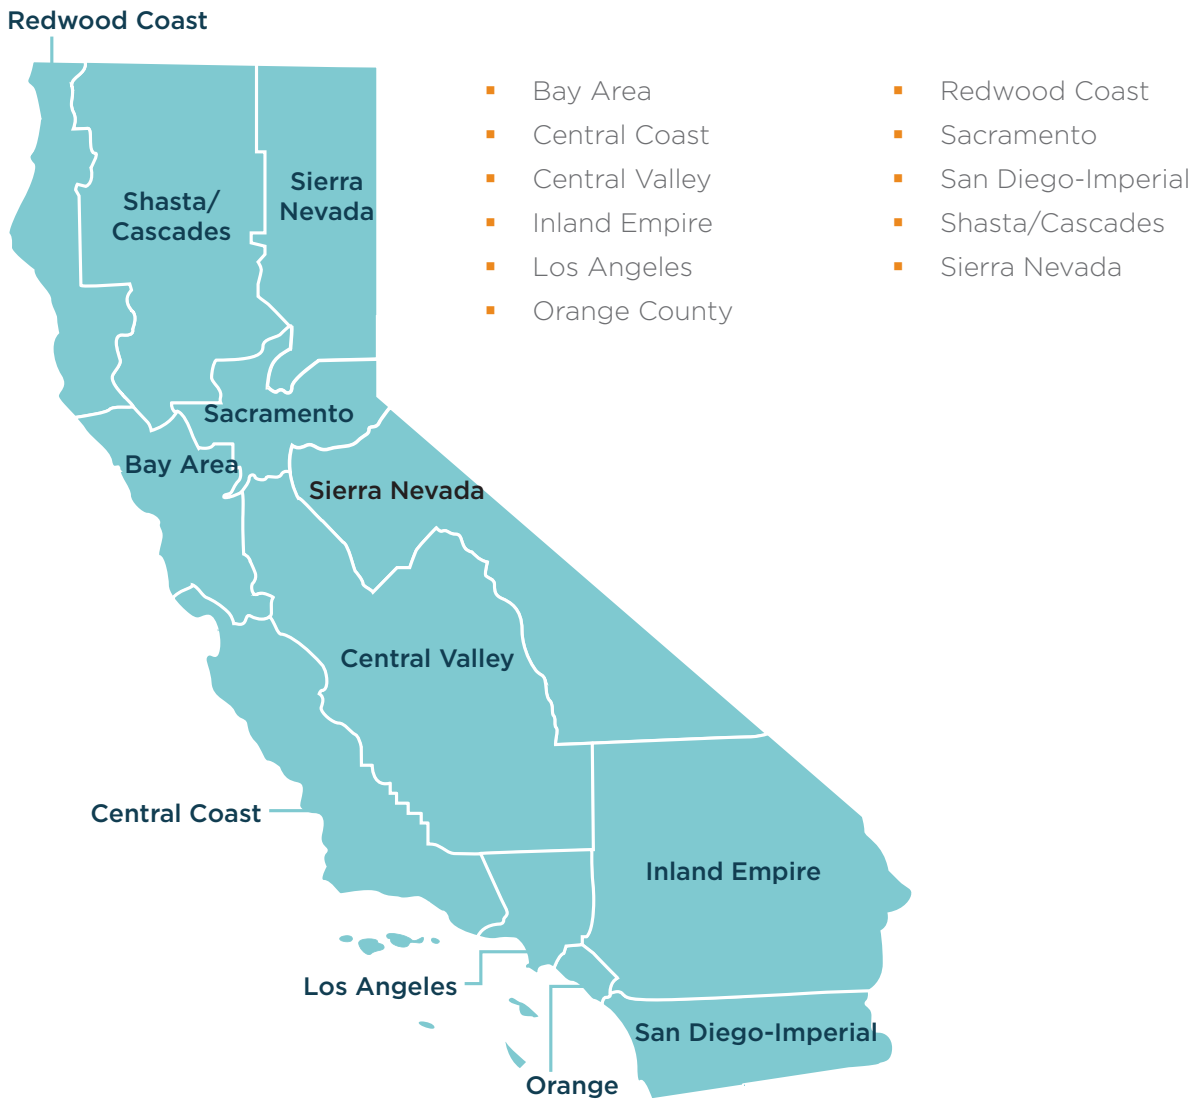 Redwood Coast
Bay Area
Central Coast
Central Valley
Inland Empire
Los Angeles
Orange County
Redwood Coast
Sacramento
San Diego-Imperial
Shasta/Cascades
Sierra Nevada
Sierra
Nevada
Shasta/
Cascades
Sacramento
Bay Area
Sierra Nevada
Central Valley
Central Coast
Inland Empire
Los Angeles
San Diego-Imperial
Orange